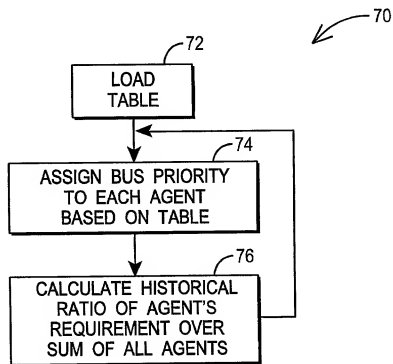 70
72
LOAD
TABLE
74
ASSIGN BUS PRIORITY
TO EACH AGENT
BASED ON TABLE
76
CALCULATE HISTORICAL
RATIO OF AGENT'S
REQUIREMENT OVER
SUM OF ALL AGENTS